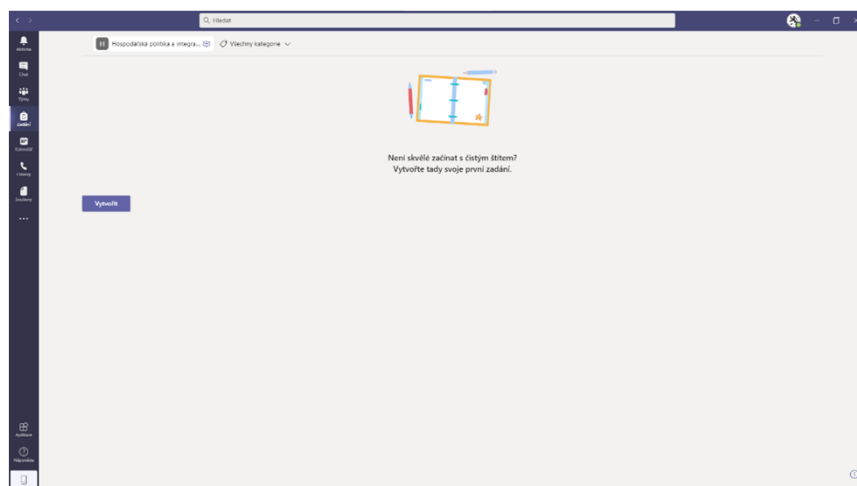 Hledat
Aktivita
Chat
Týmy
Zadání
Kalendář
Hovory
Soubory
Aplikace
Nápověda
H Hospodářská politika a integra...
Všechny kategorie
Není skvělé začínat s čistým štítem?
Vytvořte tady svoje první zadání.
Vytvořit